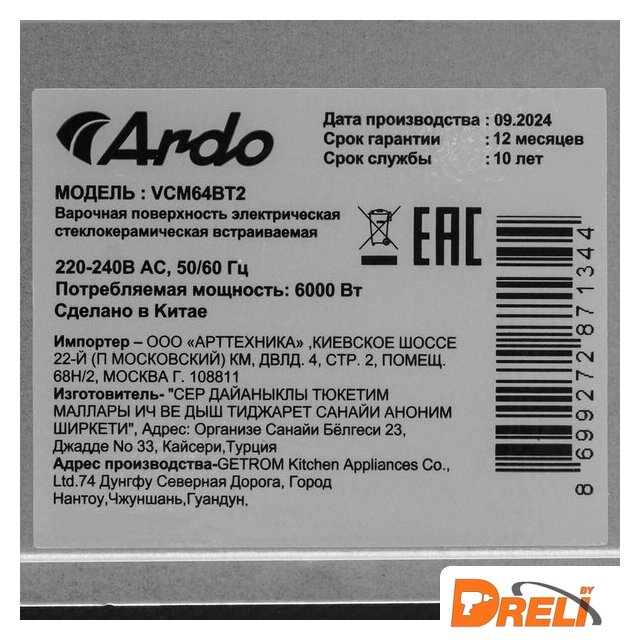 Ardo
Дата производства : 09.2024
Срок гарантии : 12 месяцев
Срок службы : 10 лет
МОДЕЛЬ : VCM64BT2
Варочная поверхность электрическая
стеклокерамическая встраиваемая
EAC
220-240В AC, 50/60 Гц
Потребляемая мощность: 6000 Вт
Сделано в Китае
Импортер – ООО «АРТТЕХНИКА» ,КИЕВСКОЕ ШОССЕ
22-Й (П МОСКОВСКИЙ) КМ, ДВЛД. 4, СТР. 2, ПОМЕЩ.
68Н/2, МОСКВА Г. 108811
Изготовитель- "СЕР ДАЙАНЫКЛЫ ТЮКЕТИМ
МАЛЛАРЫ ИЧ ВЕ ДЫШ ТИДЖАРЕТ САНАЙИ АНОНИМ
ШИРКЕТИ", Адрес: Организе Санайи Бёлгеси 23,
Джадде No 33, Кайсери,Турция
Адрес производства-GETROM Kitchen Appliances Co.,
Ltd.74 Дунгфу Северная Дорога, Город
Нантоу,Чжуншань,Гуандун.
8699272871344
DRELI BY